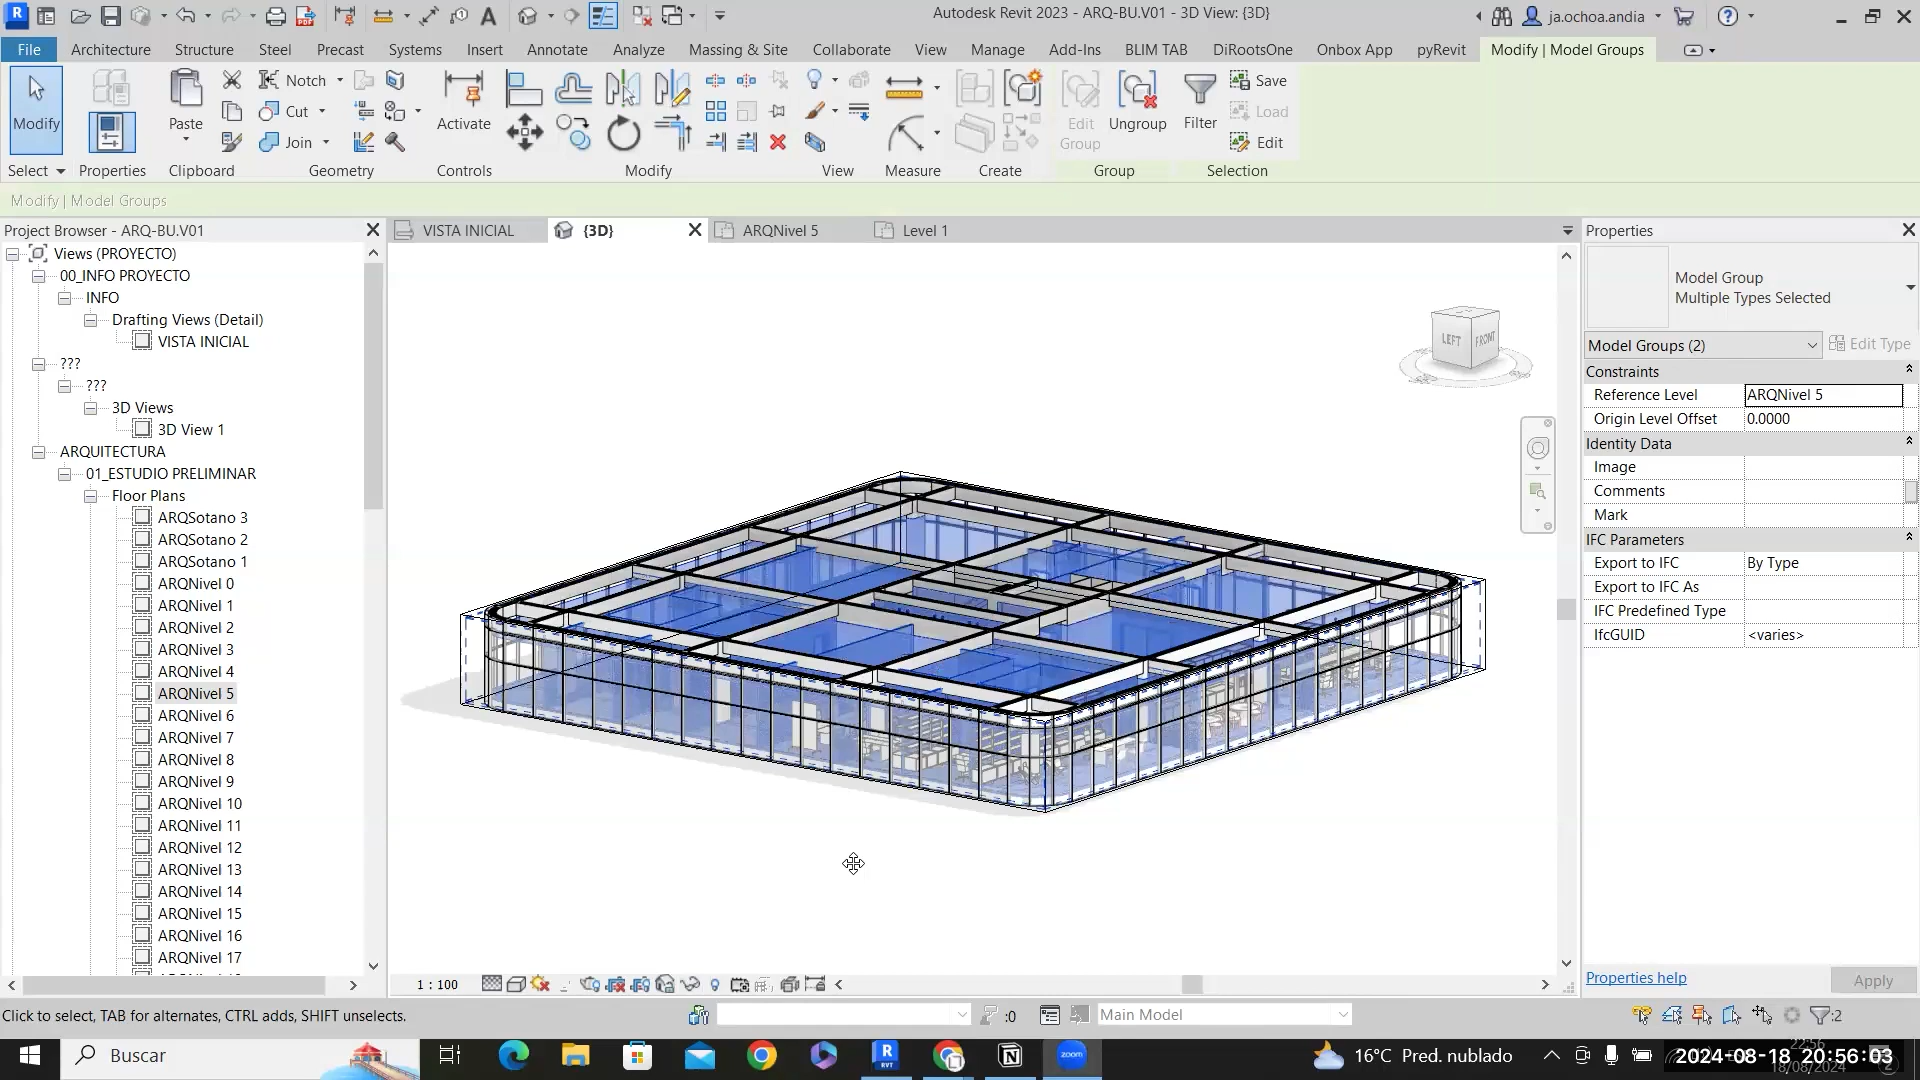 Autodesk Revit 2023 - ARQ-BU.V01 - 3D View: {3D}
ja.ochoa.andia
File Architecture Structure Steel Precast Systems Insert Annotate Analyze Massing & Site Collaborate View Manage Add-Ins BLIM TAB DiRootsOne Onbox App pyRevit Modify | Model Groups
Modify
Paste
Notch
Cut
Join
Activate
Edit Group
Ungroup
Filter
Save
Load
Edit
Select Properties Clipboard Geometry Controls Modify View Measure Create Group Selection
Modify | Model Groups
Project Browser - ARQ-BU.V01
VISTA INICIAL {3D} ARQNivel 5 Level 1
Views (PROYECTO)
00_INFO PROYECTO
INFO
Drafting Views (Detail)
VISTA INICIAL
???
???
3D Views
3D View 1
ARQUITECTURA
01_ESTUDIO PRELIMINAR
Floor Plans
ARQSotano 3
ARQSotano 2
ARQSotano 1
ARQNivel 0
ARQNivel 1
ARQNivel 2
ARQNivel 3
ARQNivel 4
ARQNivel 5
ARQNivel 6
ARQNivel 7
ARQNivel 8
ARQNivel 9
ARQNivel 10
ARQNivel 11
ARQNivel 12
ARQNivel 13
ARQNivel 14
ARQNivel 15
ARQNivel 16
ARQNivel 17
LEFT FRONT
Properties
Model Group
Multiple Types Selected
Model Groups (2) Edit Type
Constraints
Reference Level ARQNivel 5
Origin Level Offset 0.0000
Identity Data
Image
Comments
Mark
IFC Parameters
Export to IFC By Type
Export to IFC As
IFC Predefined Type
IfcGUID <varies>
Properties help Apply
1 : 100
Click to select, TAB for alternates, CTRL adds, SHIFT unselects.
:0 Main Model :2
Buscar
zoom
16°C Pred. nublado
22:56
2024-08-18 20:56:03
18/08/2024